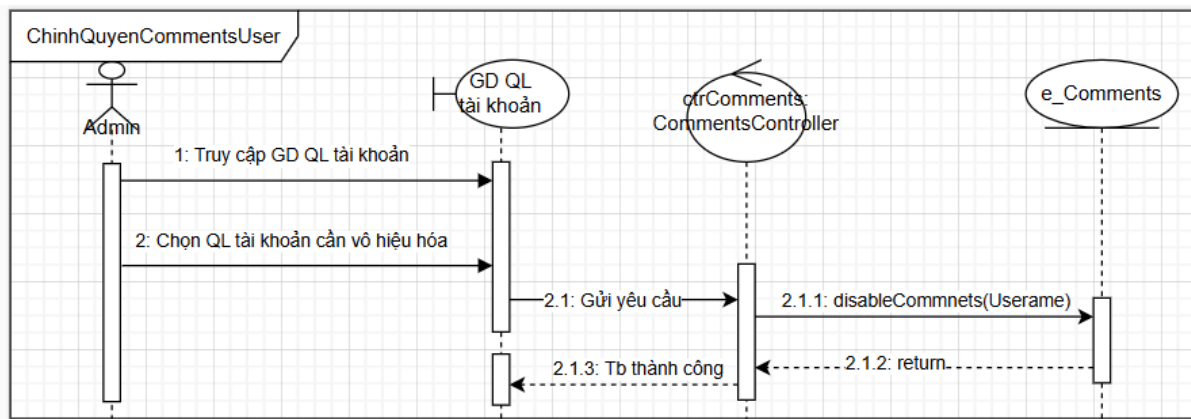 ChinhQuyenCommentsUser
Admin
GD QL
tài khoản
ctrComments:
CommentsController
e_Comments
1: Truy cập GD QL tài khoản
2: Chọn QL tài khoản cần vô hiệu hóa
2.1: Gửi yêu cầu
2.1.1: disableCommnets(Userame)
2.1.2: return
2.1.3: Tb thành công